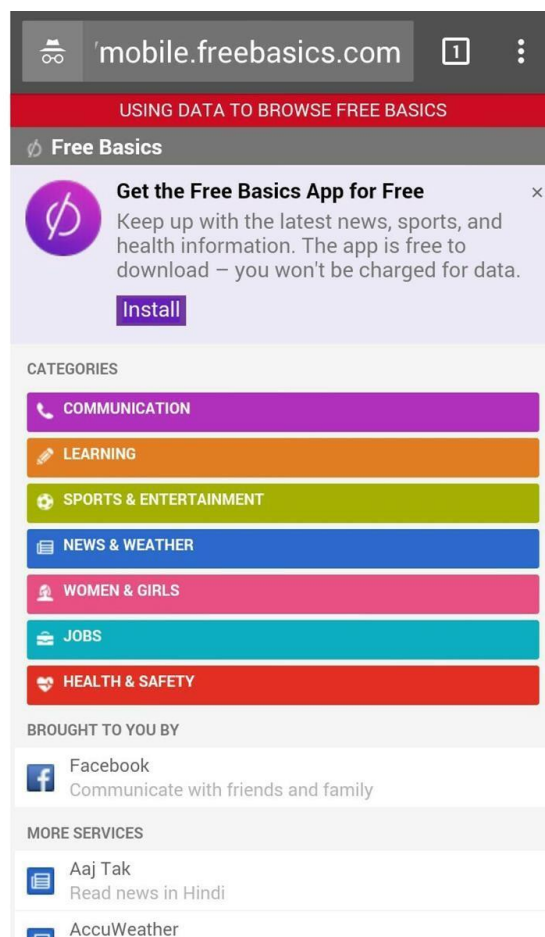 'mobile.freebasics.com
1
USING DATA TO BROWSE FREE BASICS
Free Basics
Get the Free Basics App for Free
×
Keep up with the latest news, sports, and
health information. The app is free to
download – you won't be charged for data.
Install
CATEGORIES
COMMUNICATION
LEARNING
SPORTS & ENTERTAINMENT
NEWS & WEATHER
WOMEN & GIRLS
JOBS
HEALTH & SAFETY
BROUGHT TO YOU BY
Facebook
Communicate with friends and family
MORE SERVICES
Aaj Tak
Read news in Hindi
AccuWeather